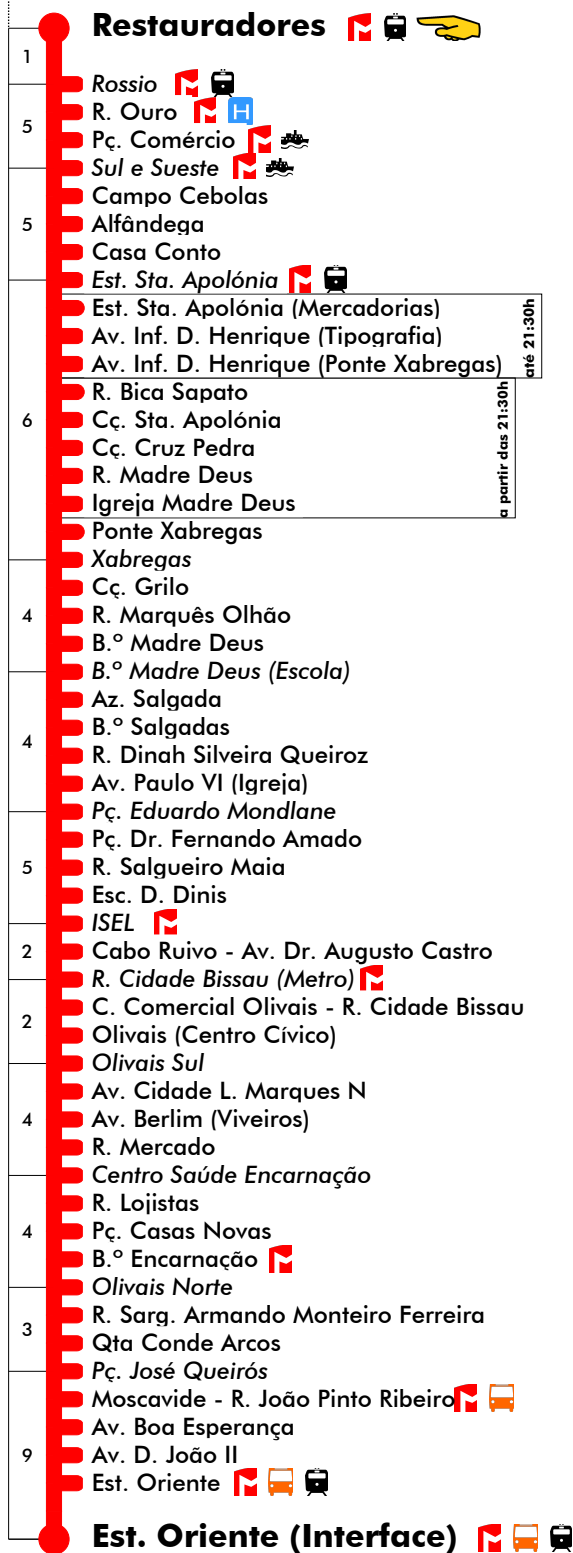 Restauradores
1
Rossio
R. Ouro H
5
Pç. Comércio
Sul e Sueste
Campo Cebolas
5
Alfândega
Casa Conto
Est. Sta. Apolónia
Est. Sta. Apolónia (Mercadorias)
Av. Inf. D. Henrique (Tipografia)
Av. Inf. D. Henrique (Ponte Xabregas)
até 21:30h
R. Bica Sapato
6
Cç. Sta. Apolónia
Cç. Cruz Pedra
R. Madre Deus
Igreja Madre Deus
a partir das 21:30h
Ponte Xabregas
Xabregas
Cç. Grilo
4
R. Marquês Olhão
B.º Madre Deus
B.º Madre Deus (Escola)
Az. Salgada
B.º Salgadas
4
R. Dinah Silveira Queiroz
Av. Paulo VI (Igreja)
Pç. Eduardo Mondlane
Pç. Dr. Fernando Amado
5
R. Salgueiro Maia
Esc. D. Dinis
ISEL
2
Cabo Ruivo - Av. Dr. Augusto Castro
R. Cidade Bissau (Metro)
C. Comercial Olivais - R. Cidade Bissau
2
Olivais (Centro Cívico)
Olivais Sul
Av. Cidade L. Marques N
4
Av. Berlim (Viveiros)
R. Mercado
Centro Saúde Encarnação
R. Lojistas
4
Pç. Casas Novas
B.º Encarnação
Olivais Norte
R. Sarg. Armando Monteiro Ferreira
3
Qta Conde Arcos
Pç. José Queirós
Moscavide - R. João Pinto Ribeiro
Av. Boa Esperança
9
Av. D. João II
Est. Oriente
Est. Oriente (Interface)